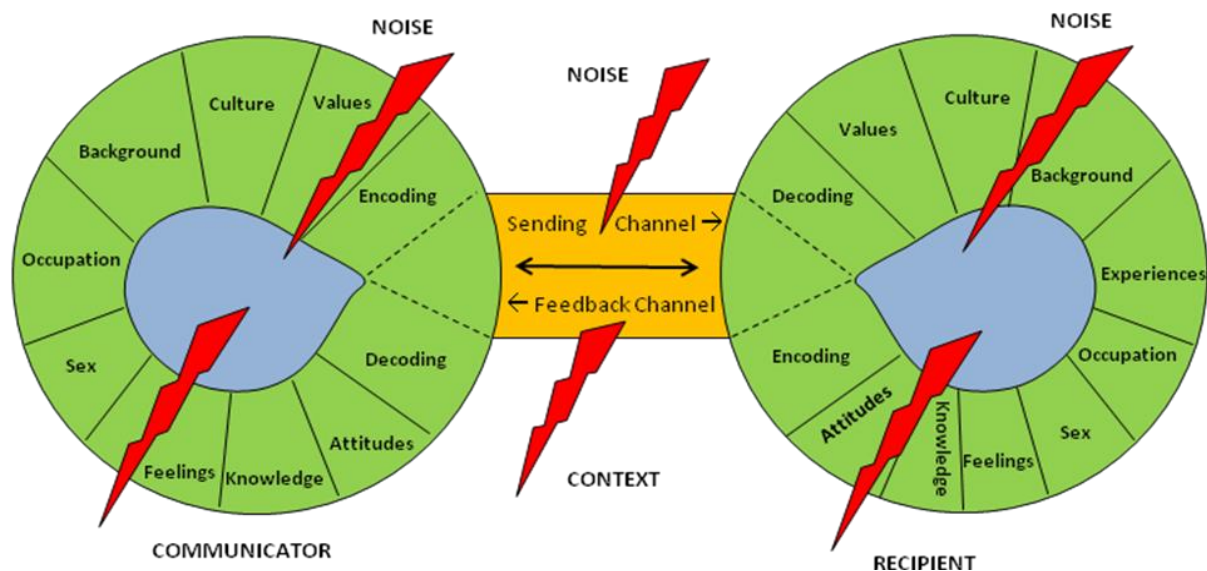 NOISE
NOISE
NOISE
Culture
Values
Background
Encoding
Occupation
Sex
Feelings
Knowledge
Attitudes
Decoding
Sending Channel →
← Feedback Channel
Culture
Values
Background
Decoding
Experiences
Encoding
Occupation
Attitudes
Knowledge
Feelings
Sex
CONTEXT
COMMUNICATOR
RECIPIENT